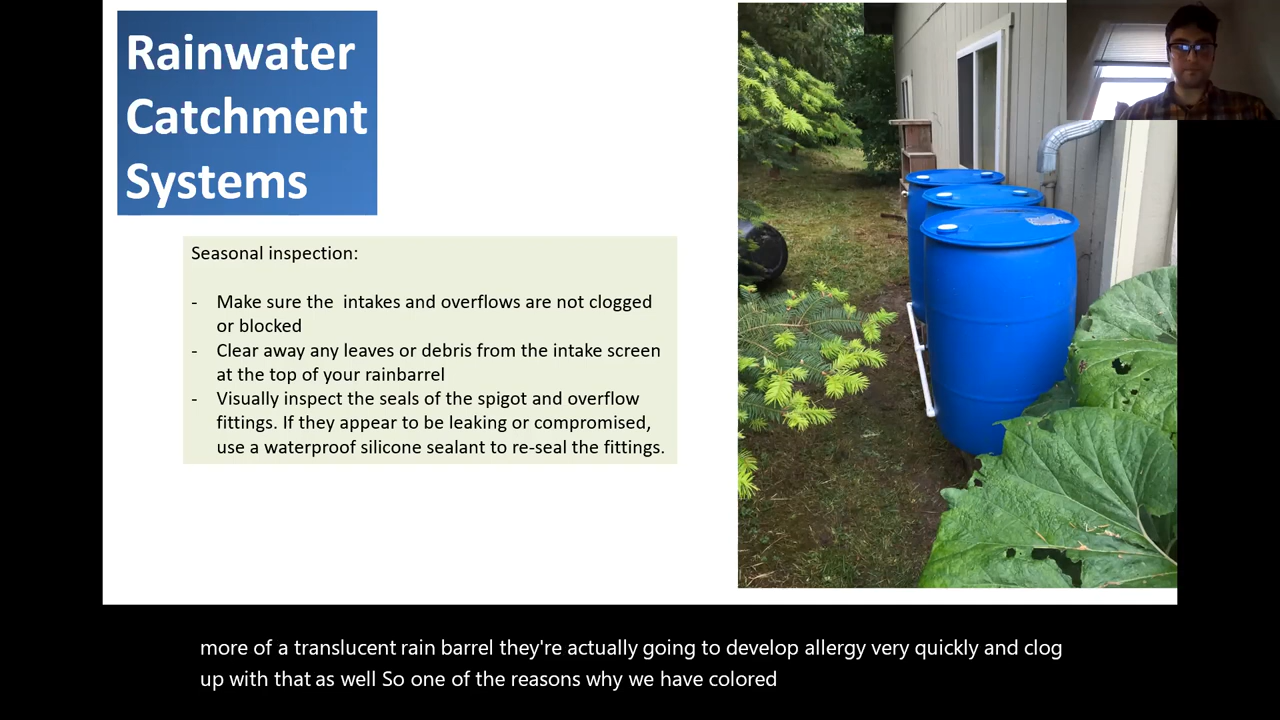 Rainwater
Catchment
Systems
Seasonal inspection:
- Make sure the  intakes and overflows are not clogged
or blocked
- Clear away any leaves or debris from the intake screen
at the top of your rainbarrel
- Visually inspect the seals of the spigot and overflow
fittings. If they appear to be leaking or compromised,
use a waterproof silicone sealant to re-seal the fittings.
more of a translucent rain barrel they're actually going to develop allergy very quickly and clog
up with that as well So one of the reasons why we have colored